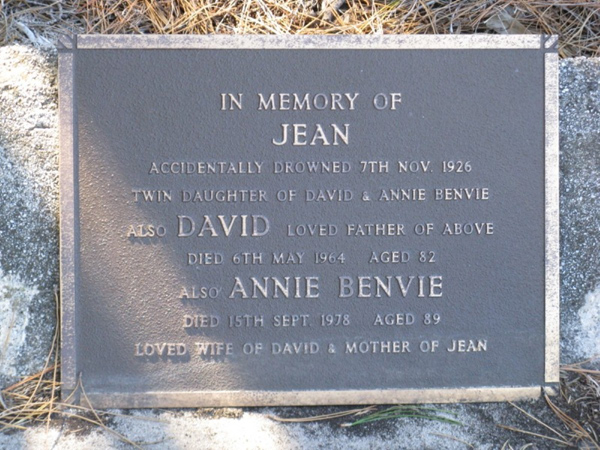 IN MEMORY OF
JEAN
ACCIDENTALLY DROWNED 7TH NOV. 1926
TWIN DAUGHTER OF DAVID & ANNIE BENVIE
ALSO DAVID LOVED FATHER OF ABOVE
DIED 6TH MAY 1964 AGED 82
ALSO ANNIE BENVIE
DIED 15TH SEPT. 1978 AGED 89
LOVED WIFE OF DAVID & MOTHER OF JEAN